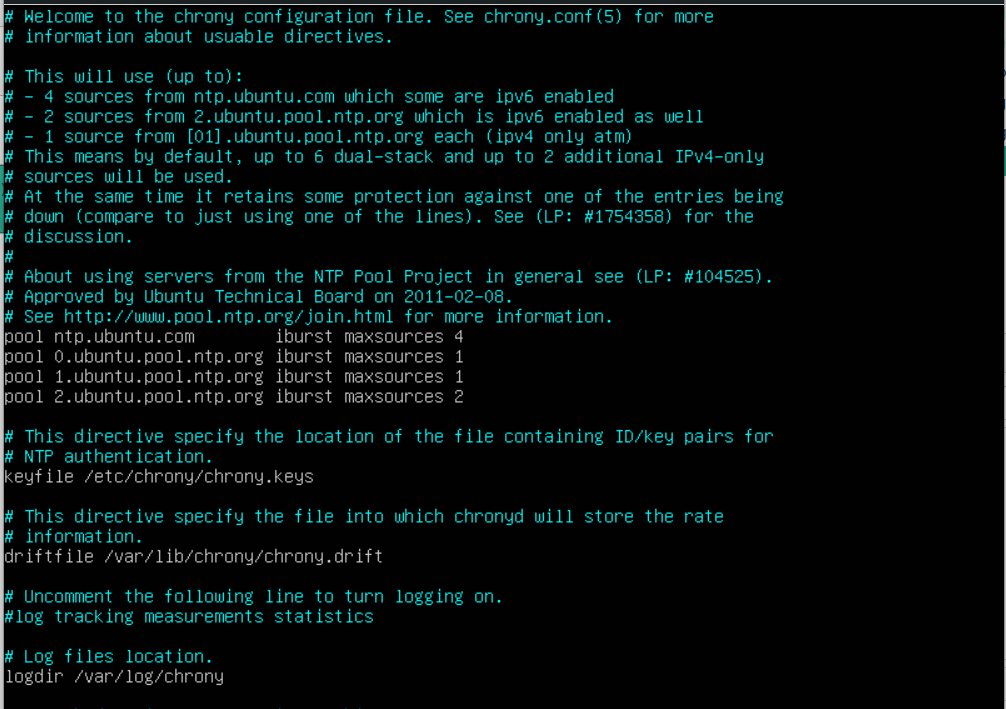 # Welcome to the chrony configuration file. See chrony.conf(5) for more
# information about usuable directives.
# This will use (up to):
# - 4 sources from ntp.ubuntu.com which some are ipv6 enabled
# - 2 sources from 2.ubuntu.pool.ntp.org which is ipv6 enabled as well
# - 1 source from [01].ubuntu.pool.ntp.org each (ipv4 only atm)
# This means by default, up to 6 dual-stack and up to 2 additional IPv4-only
# sources will be used.
# At the same time it retains some protection against one of the entries being
# down (compare to just using one of the lines). See (LP: #1754358) for the
# discussion.
#
# About using servers from the NTP Pool Project in general see (LP: #104525).
# Approved by Ubuntu Technical Board on 2011-02-08.
# See http://www.pool.ntp.org/join.html for more information.
pool ntp.ubuntu.com        iburst maxsources 4
pool 0.ubuntu.pool.ntp.org iburst maxsources 1
pool 1.ubuntu.pool.ntp.org iburst maxsources 1
pool 2.ubuntu.pool.ntp.org iburst maxsources 2
# This directive specify the location of the file containing ID/key pairs for
# NTP authentication.
keyfile /etc/chrony/chrony.keys
# This directive specify the file into which chronyd will store the rate
# information.
driftfile /var/lib/chrony/chrony.drift
# Uncomment the following line to turn logging on.
#log tracking measurements statistics
# Log files location.
logdir /var/log/chrony